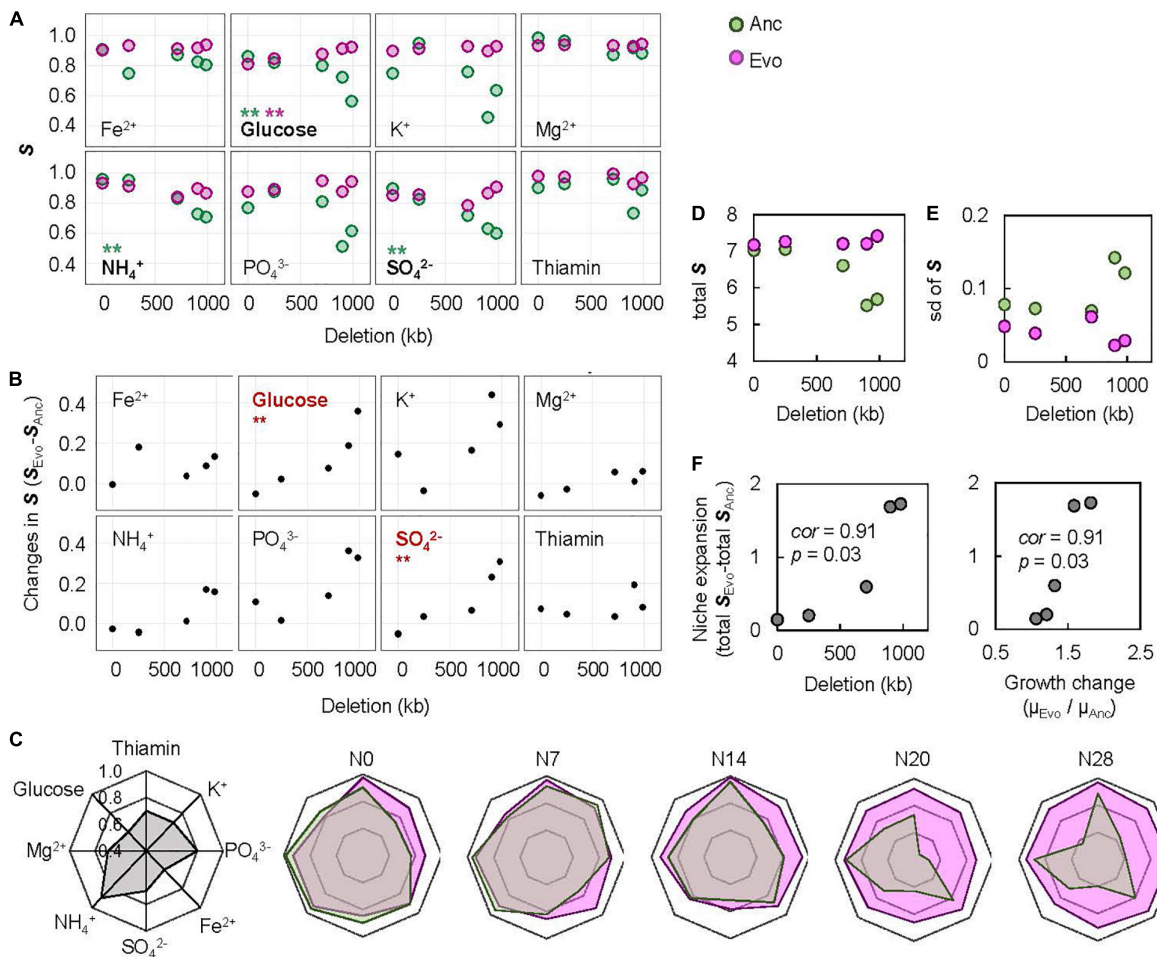 A
1.0
0.8
0.6
0.4
Fe2+
** **
Glucose
K+
Mg2+
S
1.0
0.8
0.6
0.4
**
NH4+
PO43-
**
SO42-
Thiamin
0 500 1000 0 500 1000 0 500 1000 0 500 1000
Deletion (kb) Deletion (kb)
Anc
Evo
B
Changes in S (SEvo-SAnc)
0.4
0.2
0.0
Fe2+
Glucose
**
K+
Mg2+
0.4
0.2
0.0
NH4+
PO43-
SO42-
**
Thiamin
0 500 1000 0 500 1000 0 500 1000 0 500 1000
Deletion (kb) Deletion (kb)
D
total S
8
7
6
5
4
0 500 1000
Deletion (kb)
E
sd of S
0.2
0.1
0
0 500 1000
Deletion (kb)
F
Niche expansion
(total SEvo-total SAnc)
2
1
0
cor = 0.91
p = 0.03
0 500 1000
Deletion (kb)
2
1
0
cor = 0.91
p = 0.03
0.5 1.5 2.5
Growth change
(μEvo / μAnc)
C
Thiamin
Glucose
1.0
K+
0.8
0.6
Mg2+
0.4
PO43-
NH4+
Fe2+
SO42-
N0
N7
N14
N20
N28